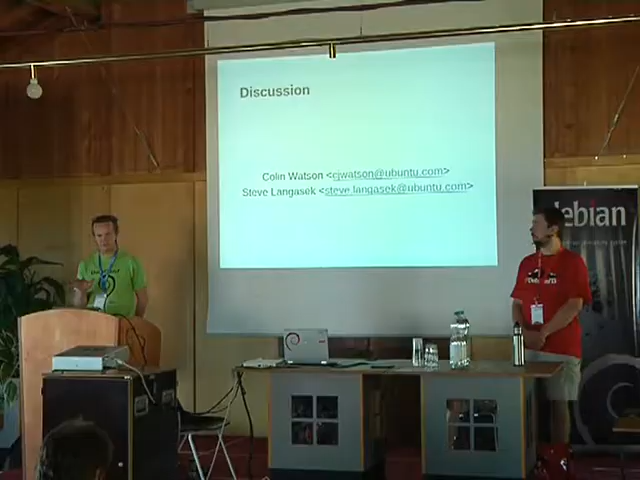 Discussion
Colin Watson <cjwatson@ubuntu.com>
Steve Langasek <steve.langasek@ubuntu.com>
debian